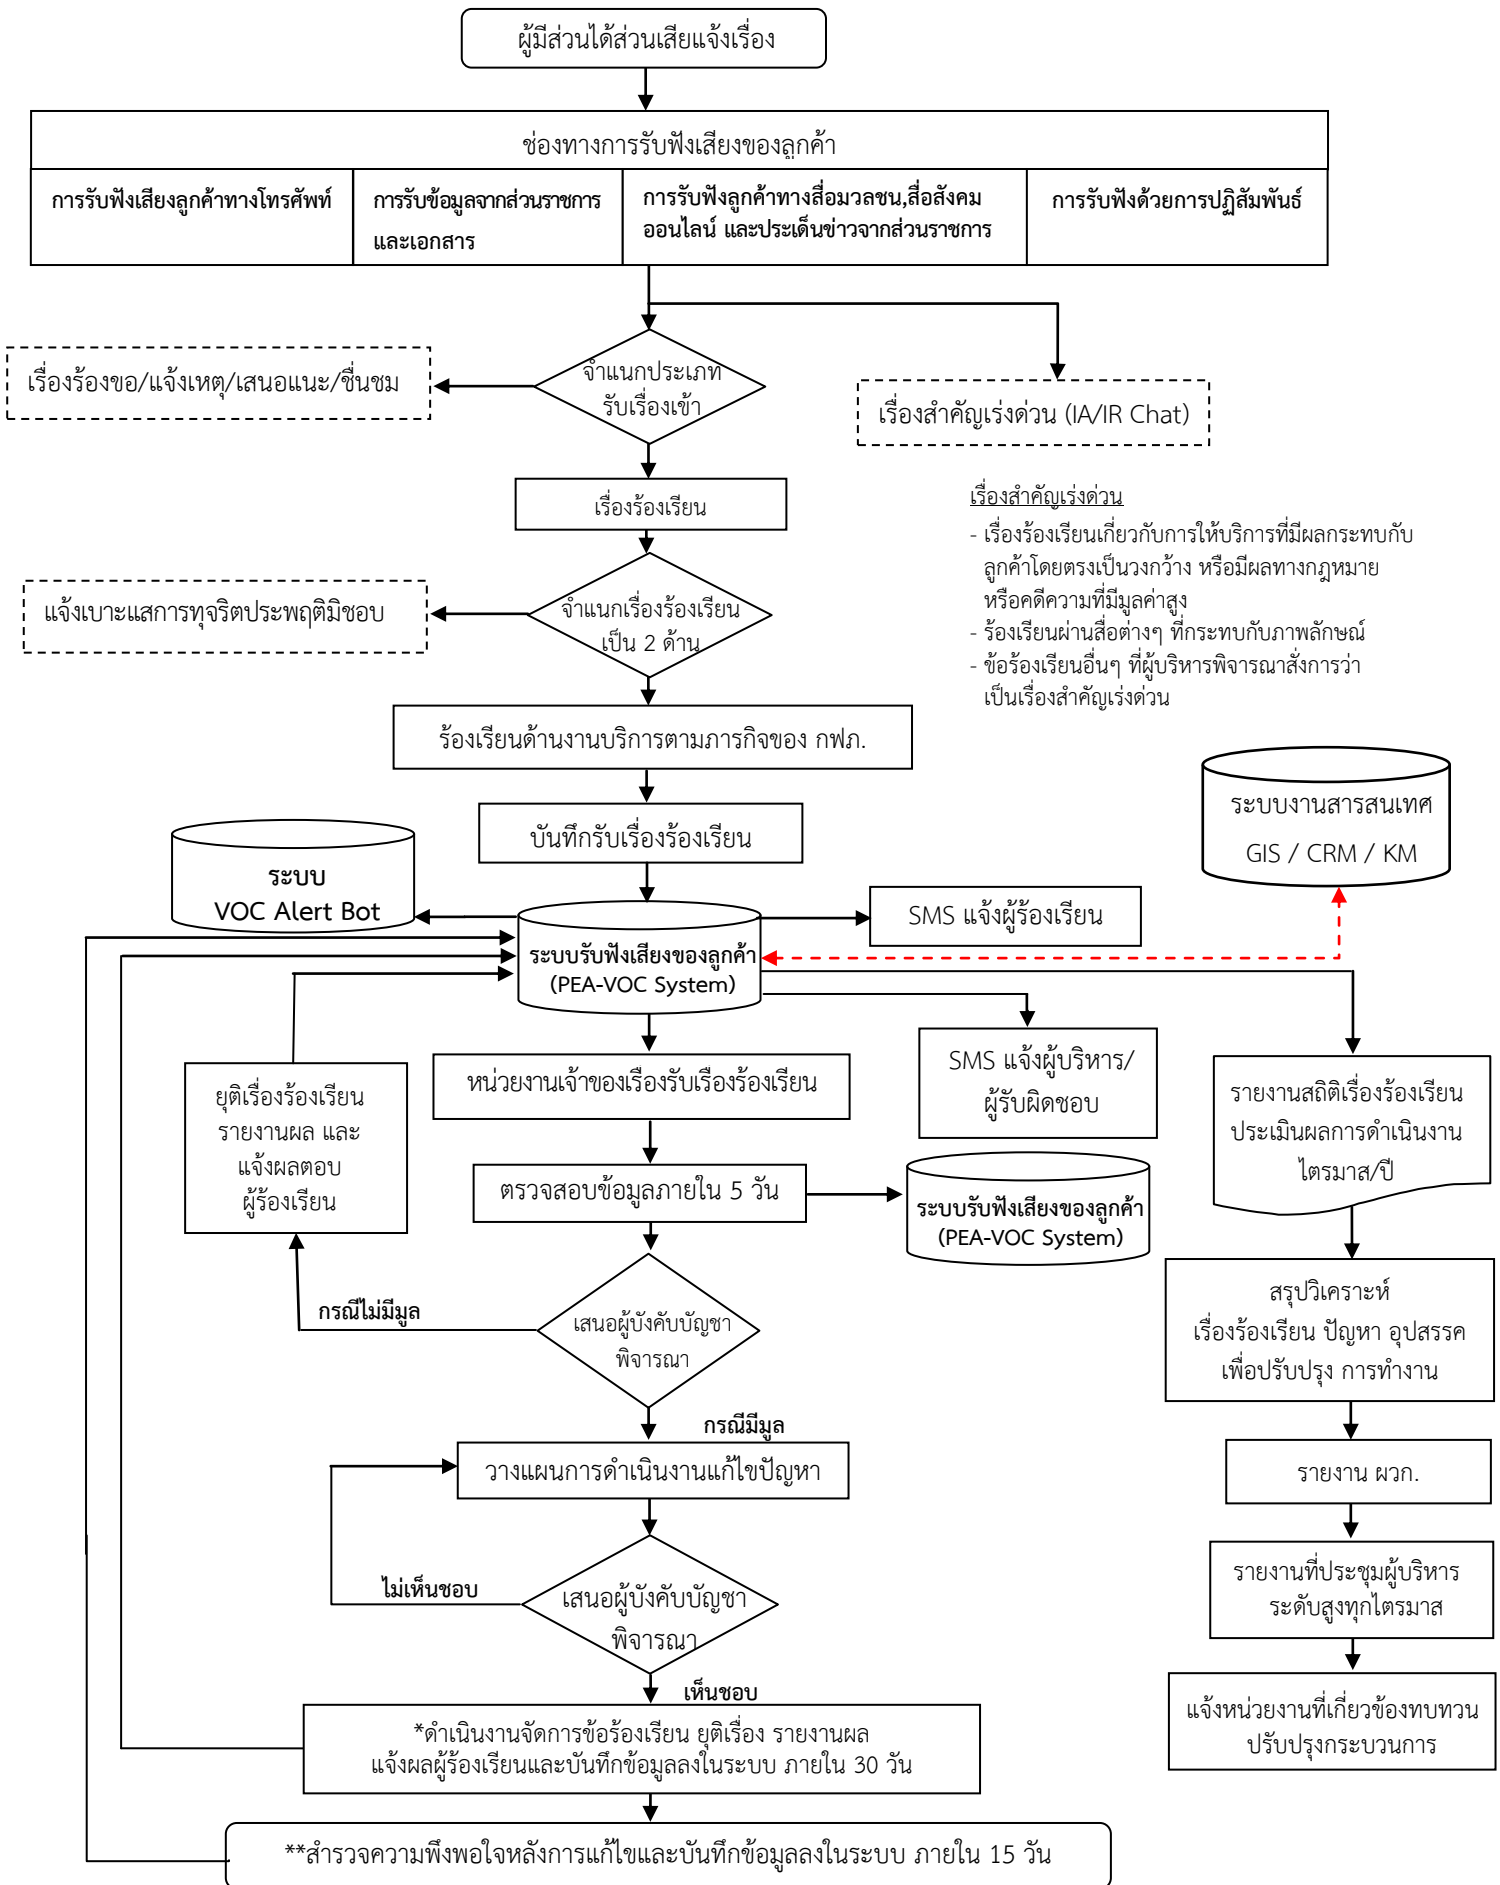 ผู้มีส่วนได้ส่วนเสียแจ้งเรื่อง
ช่องทางการรับฟังเสียงของลูกค้า
การรับฟังเสียงลูกค้าทางโทรศัพท์
การรับข้อมูลจากส่วนราชการ
และเอกสาร
การรับฟังลูกค้าทางสื่อมวลชน,สื่อสังคม
ออนไลน์ และประเด็นข่าวจากส่วนราชการ
การรับฟังด้วยการปฏิสัมพันธ์
จำแนกประเภท
รับเรื่องเข้า
เรื่องร้องขอ/แจ้งเหตุ/เสนอแนะ/ชื่นชม
เรื่องสำคัญเร่งด่วน (IA/IR Chat)
เรื่องร้องเรียน
เรื่องสำคัญเร่งด่วน
- เรื่องร้องเรียนเกี่ยวกับการให้บริการที่มีผลกระทบกับ
ลูกค้าโดยตรงเป็นวงกว้าง หรือมีผลทางกฎหมาย
หรือคดีความที่มีมูลค่าสูง
- ร้องเรียนผ่านสื่อต่างๆ ที่กระทบกับภาพลักษณ์
- ข้อร้องเรียนอื่นๆ ที่ผู้บริหารพิจารณาสั่งการว่า
เป็นเรื่องสำคัญเร่งด่วน
แจ้งเบาะแสการทุจริตประพฤติมิชอบ
จำแนกเรื่องร้องเรียน
เป็น 2 ด้าน
ร้องเรียนด้านงานบริการตามภารกิจของ กฟภ.
บันทึกรับเรื่องร้องเรียน
ระบบงานสารสนเทศ
GIS / CRM / KM
ระบบ
VOC Alert Bot
SMS แจ้งผู้ร้องเรียน
ระบบรับฟังเสียงของลูกค้า
(PEA-VOC System)
หน่วยงานเจ้าของเรื่องรับเรื่องร้องเรียน
SMS แจ้งผู้บริหาร/
ผู้รับผิดชอบ
ยุติเรื่องร้องเรียน
รายงานผล และ
แจ้งผลตอบ
ผู้ร้องเรียน
รายงานสถิติเรื่องร้องเรียน
ประเมินผลการดำเนินงาน
ไตรมาส/ปี
ตรวจสอบข้อมูลภายใน 5 วัน
ระบบรับฟังเสียงของลูกค้า
(PEA-VOC System)
กรณีไม่มีมูล
เสนอผู้บังคับบัญชา
พิจารณา
สรุปวิเคราะห์
เรื่องร้องเรียน ปัญหา อุปสรรค
เพื่อปรับปรุง การทำงาน
กรณีมีมูล
วางแผนการดำเนินงานแก้ไขปัญหา
รายงาน ผวก.
ไม่เห็นชอบ
เสนอผู้บังคับบัญชา
พิจารณา
รายงานที่ประชุมผู้บริหาร
ระดับสูงทุกไตรมาส
เห็นชอบ
*ดำเนินงานจัดการข้อร้องเรียน ยุติเรื่อง รายงานผล
แจ้งผลผู้ร้องเรียนและบันทึกข้อมูลลงในระบบ ภายใน 30 วัน
แจ้งหน่วยงานที่เกี่ยวข้องทบทวน
ปรับปรุงกระบวนการ
**สำรวจความพึงพอใจหลังการแก้ไขและบันทึกข้อมูลลงในระบบ ภายใน 15 วัน